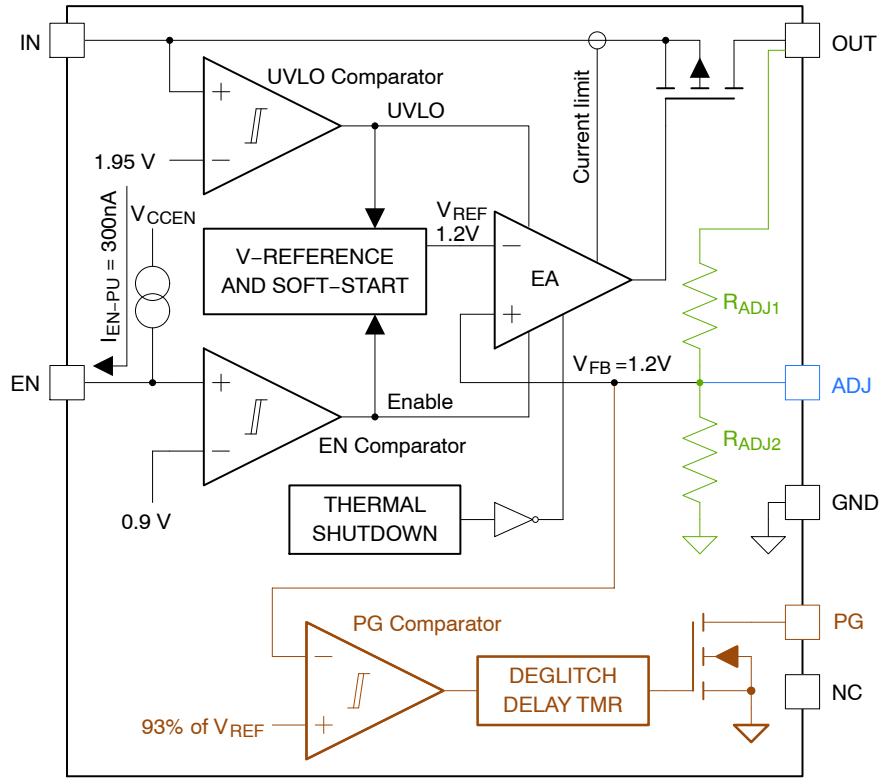 IN
OUT
UVLO Comparator
+
UVLO
−
1.95 V
Current limit
IEN−PU = 300nA
VCCEN
VREF
1.2V
V−REFERENCE
AND SOFT−START
−
EA
+
RADJ1
VFB =1.2V
EN
ADJ
+
Enable
EN Comparator
−
RADJ2
0.9 V
THERMAL
SHUTDOWN
GND
PG Comparator
PG
−
DEGLITCH
DELAY TMR
NC
93% of VREF
+